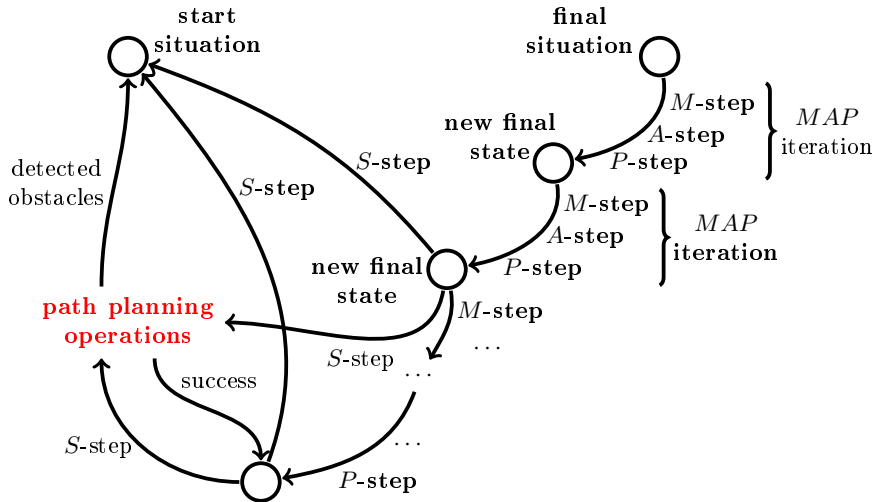 start
situation
final
situation
M-step
A-step
P-step
MAP
iteration
new final
state
S-step
M-step
A-step
P-step
MAP
iteration
detected
obstacles
S-step
new final
state
M-step
path planning
operations
S-step
...
...
success
...
S-step
P-step